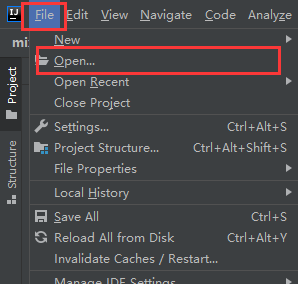 IJ File Edit View Navigate Code Analyze
mi
New
Open...
Open Recent
Close Project
Settings... Ctrl+Alt+S
Project Structure... Ctrl+Alt+Shift+S
File Properties
Local History
Save All Ctrl+S
Reload All from Disk Ctrl+Alt+Y
Invalidate Caches / Restart...
Manage IDE Settings
Project
Structure